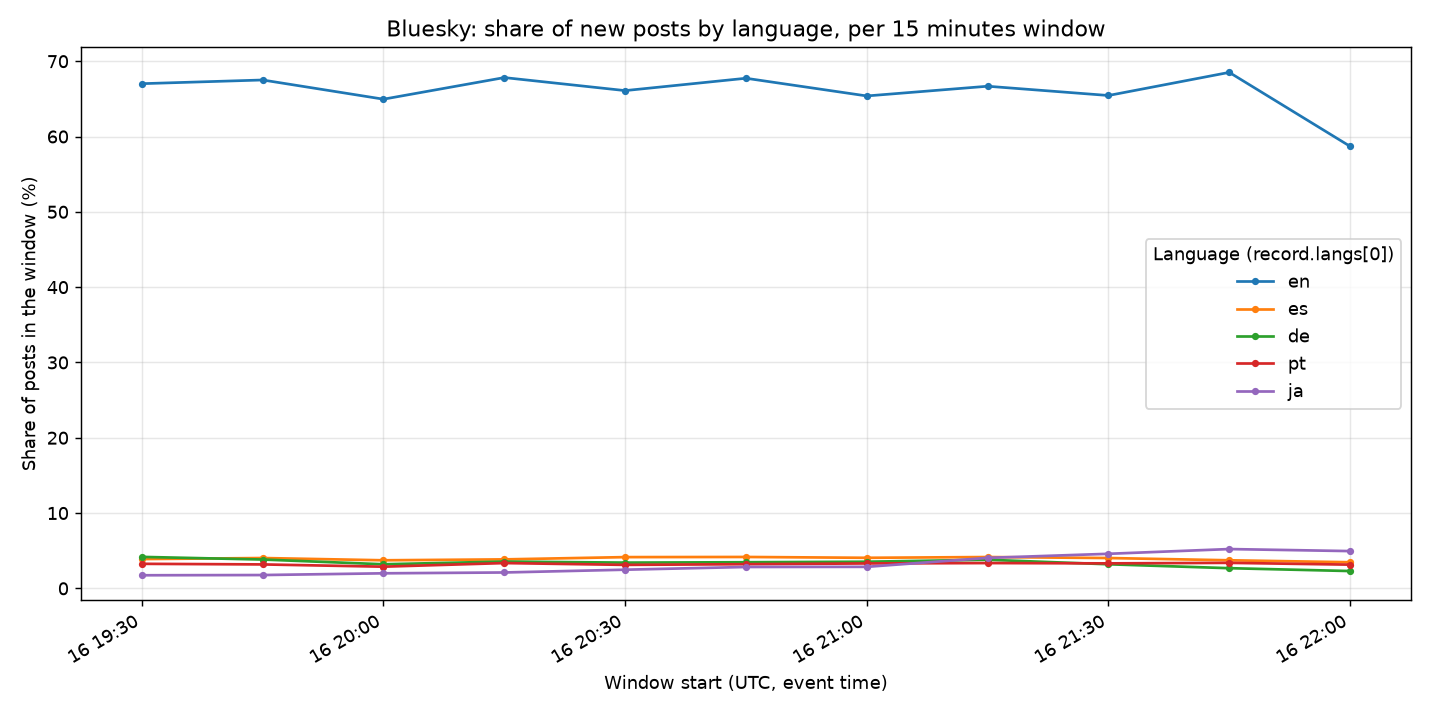 Bluesky: share of new posts by language, per 15 minutes window
Share of posts in the window (%)
70
60
50
40
30
20
10
0
Language (record.langs[0])
en
es
de
pt
ja
16 19:30
16 20:00
16 20:30
16 21:00
16 21:30
16 22:00
Window start (UTC, event time)